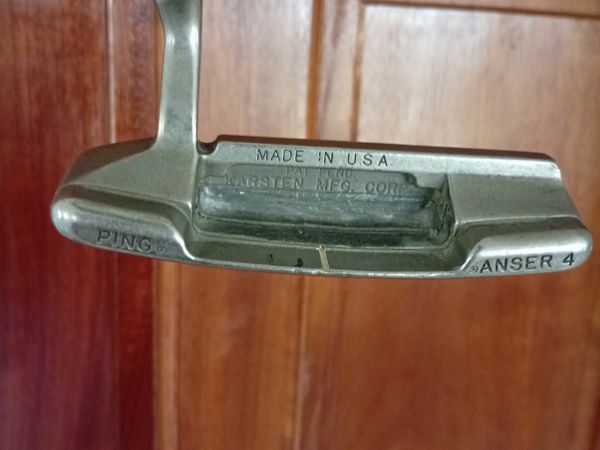 MADE IN U.S.A.
PAT PEND.
KARSTEN MFG. CORP
PING®
®ANSER 4